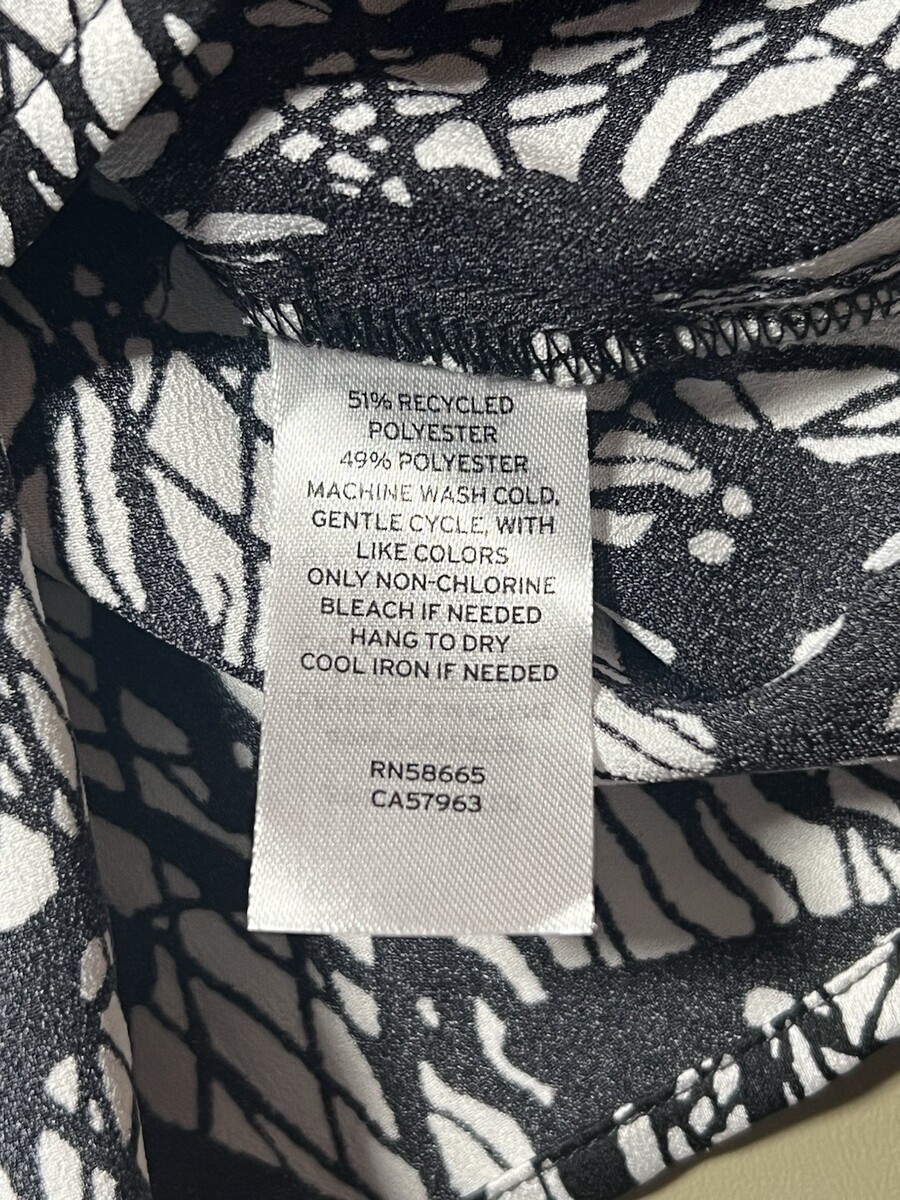 51% RECYCLED
POLYESTER
49% POLYESTER
MACHINE WASH COLD,
GENTLE CYCLE, WITH
LIKE COLORS
ONLY NON-CHLORINE
BLEACH IF NEEDED
HANG TO DRY
COOL IRON IF NEEDED
RN58665
CA57963